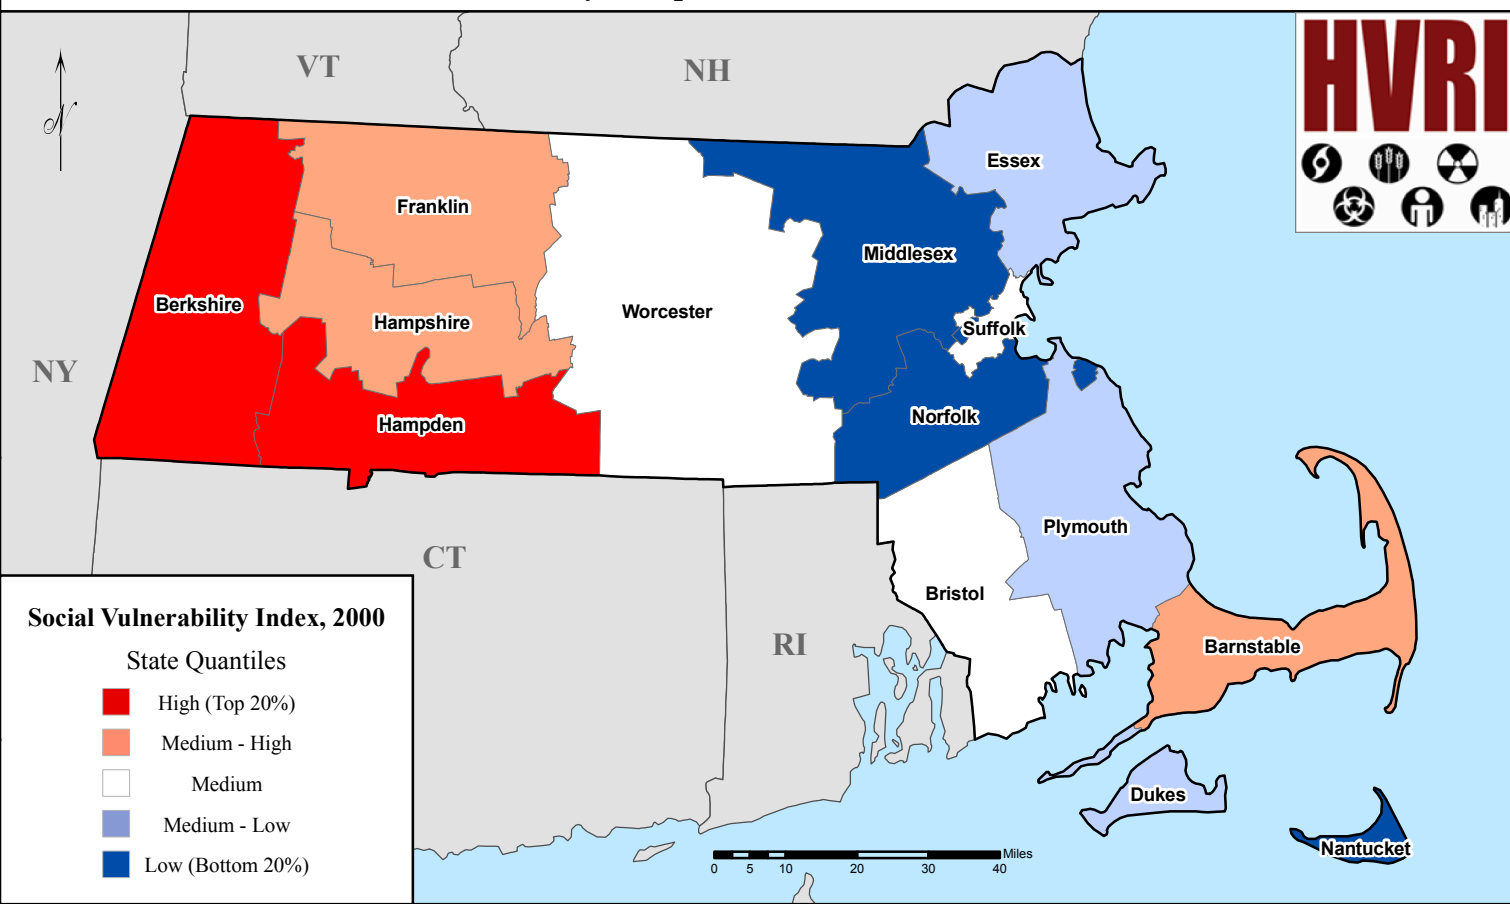 VT
NH
HVRI
N
Essex
Franklin
Middlesex
Berkshire
Worcester
Hampshire
Suffolk
NY
Norfolk
Hampden
Plymouth
CT
Bristol
RI
Barnstable
Dukes
Nantucket
Social Vulnerability Index, 2000
State Quantiles
High (Top 20%)
Medium - High
Medium
Medium - Low
Low (Bottom 20%)
Miles
0 5 10 20 30 40